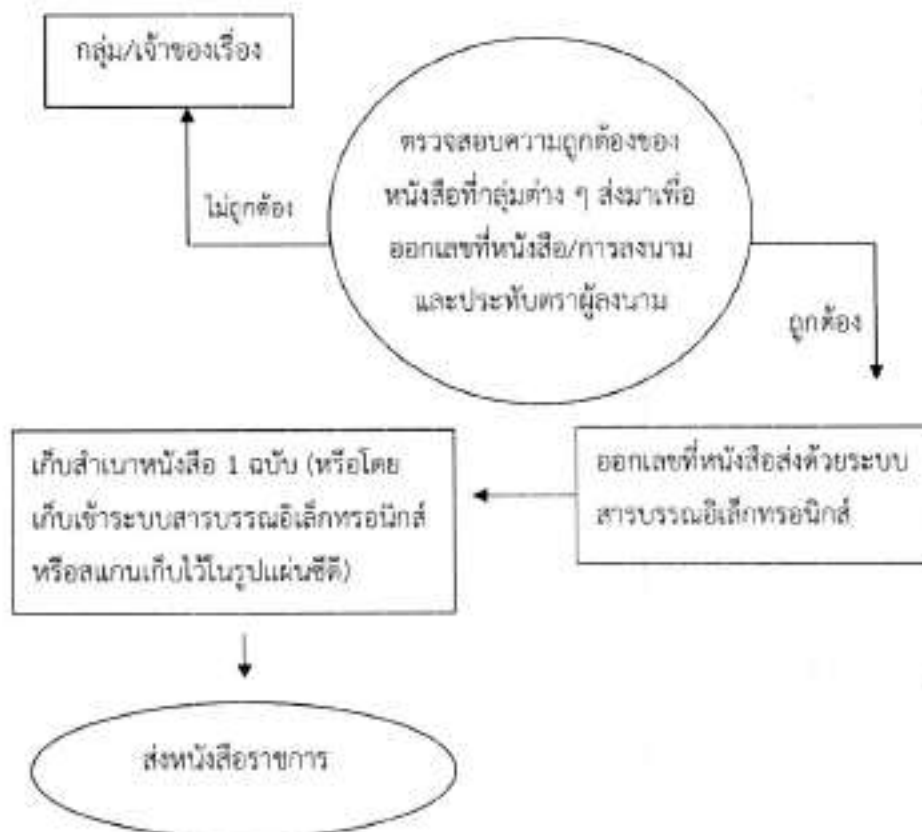 กลุ่ม/เจ้าของเรื่อง
ตรวจสอบความถูกต้องของ
หนังสือที่กลุ่มต่าง ๆ ส่งมาเพื่อ
ออกเลขที่หนังสือ/การลงนาม
และประทับตราผู้ลงนาม
ไม่ถูกต้อง
ถูกต้อง
ออกเลขที่หนังสือส่งด้วยระบบ
สารบรรณอิเล็กทรอนิกส์
เก็บสำเนาหนังสือ 1 ฉบับ (หรือโดย
เก็บเข้าระบบสารบรรณอิเล็กทรอนิกส์
หรือสแกนเก็บไว้ในรูปแผ่นซีดี)
ส่งหนังสือราชการ